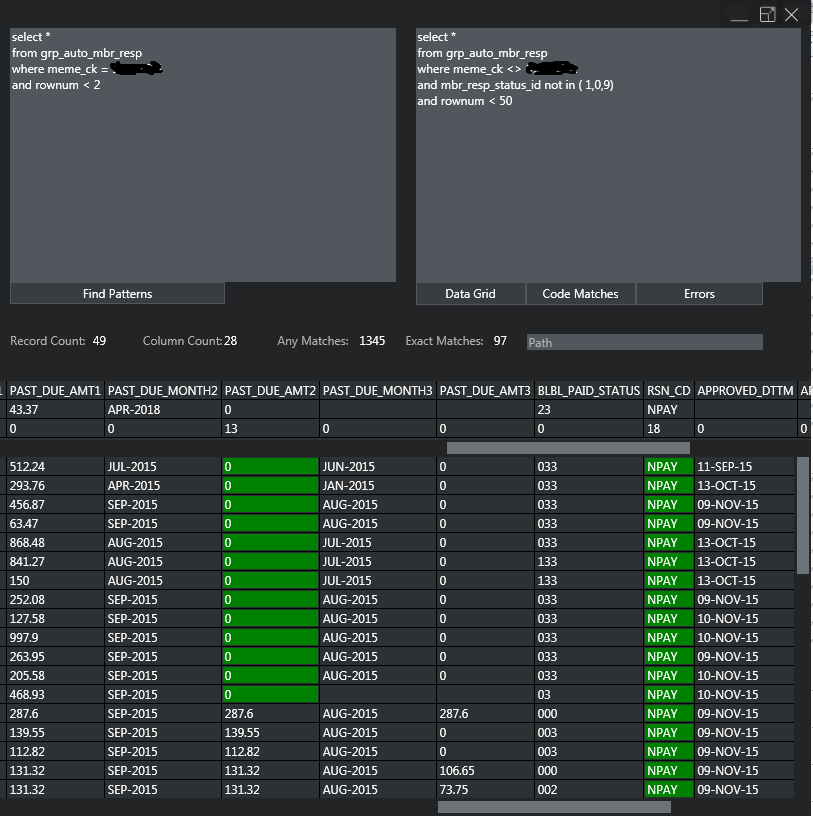 select *
from grp_auto_mbr_resp
where meme_ck =
and rownum < 2
select *
from grp_auto_mbr_resp
where meme_ck <>
and mbr_resp_status_id not in ( 1,0,9)
and rownum < 50
Find Patterns
Data Grid Code Matches Errors
Record Count: 49 Column Count: 28 Any Matches: 1345 Exact Matches: 97 Path
PAST_DUE_AMT1 PAST_DUE_MONTH2 PAST_DUE_AMT2 PAST_DUE_MONTH3 PAST_DUE_AMT3 BLBL_PAID_STATUS RSN_CD APPROVED_DTTM
43.37 APR-2018 0 23 NPAY
0 0 13 0 0 0 18 0 0
512.24 JUL-2015 0 JUN-2015 0 033 NPAY 11-SEP-15
293.76 APR-2015 0 JAN-2015 0 033 NPAY 13-OCT-15
456.87 SEP-2015 0 AUG-2015 0 033 NPAY 09-NOV-15
63.47 SEP-2015 0 AUG-2015 0 033 NPAY 09-NOV-15
868.48 AUG-2015 0 JUL-2015 0 033 NPAY 13-OCT-15
841.27 AUG-2015 0 JUL-2015 0 133 NPAY 13-OCT-15
150 AUG-2015 0 JUL-2015 0 133 NPAY 13-OCT-15
252.08 SEP-2015 0 AUG-2015 0 033 NPAY 09-NOV-15
127.58 SEP-2015 0 AUG-2015 0 033 NPAY 10-NOV-15
997.9 SEP-2015 0 AUG-2015 0 033 NPAY 10-NOV-15
263.95 SEP-2015 0 AUG-2015 0 033 NPAY 09-NOV-15
205.58 SEP-2015 0 AUG-2015 0 033 NPAY 10-NOV-15
468.93 SEP-2015 0 03 NPAY 10-NOV-15
287.6 SEP-2015 287.6 AUG-2015 287.6 000 NPAY 09-NOV-15
139.55 SEP-2015 139.55 AUG-2015 0 003 NPAY 09-NOV-15
112.82 SEP-2015 112.82 AUG-2015 0 003 NPAY 09-NOV-15
131.32 SEP-2015 131.32 AUG-2015 106.65 000 NPAY 09-NOV-15
131.32 SEP-2015 131.32 AUG-2015 73.75 002 NPAY 09-NOV-15